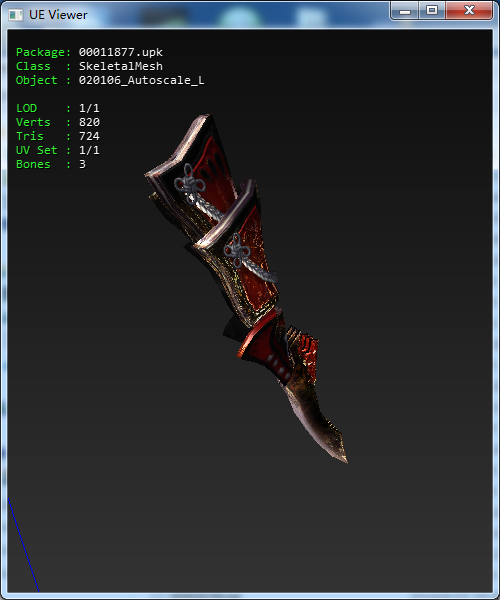 UE Viewer
Package: 00011877.upk
Class : SkeletalMesh
Object : 020106_Autoscale_L
LOD : 1/1
Verts : 820
Tris : 724
UV Set : 1/1
Bones : 3